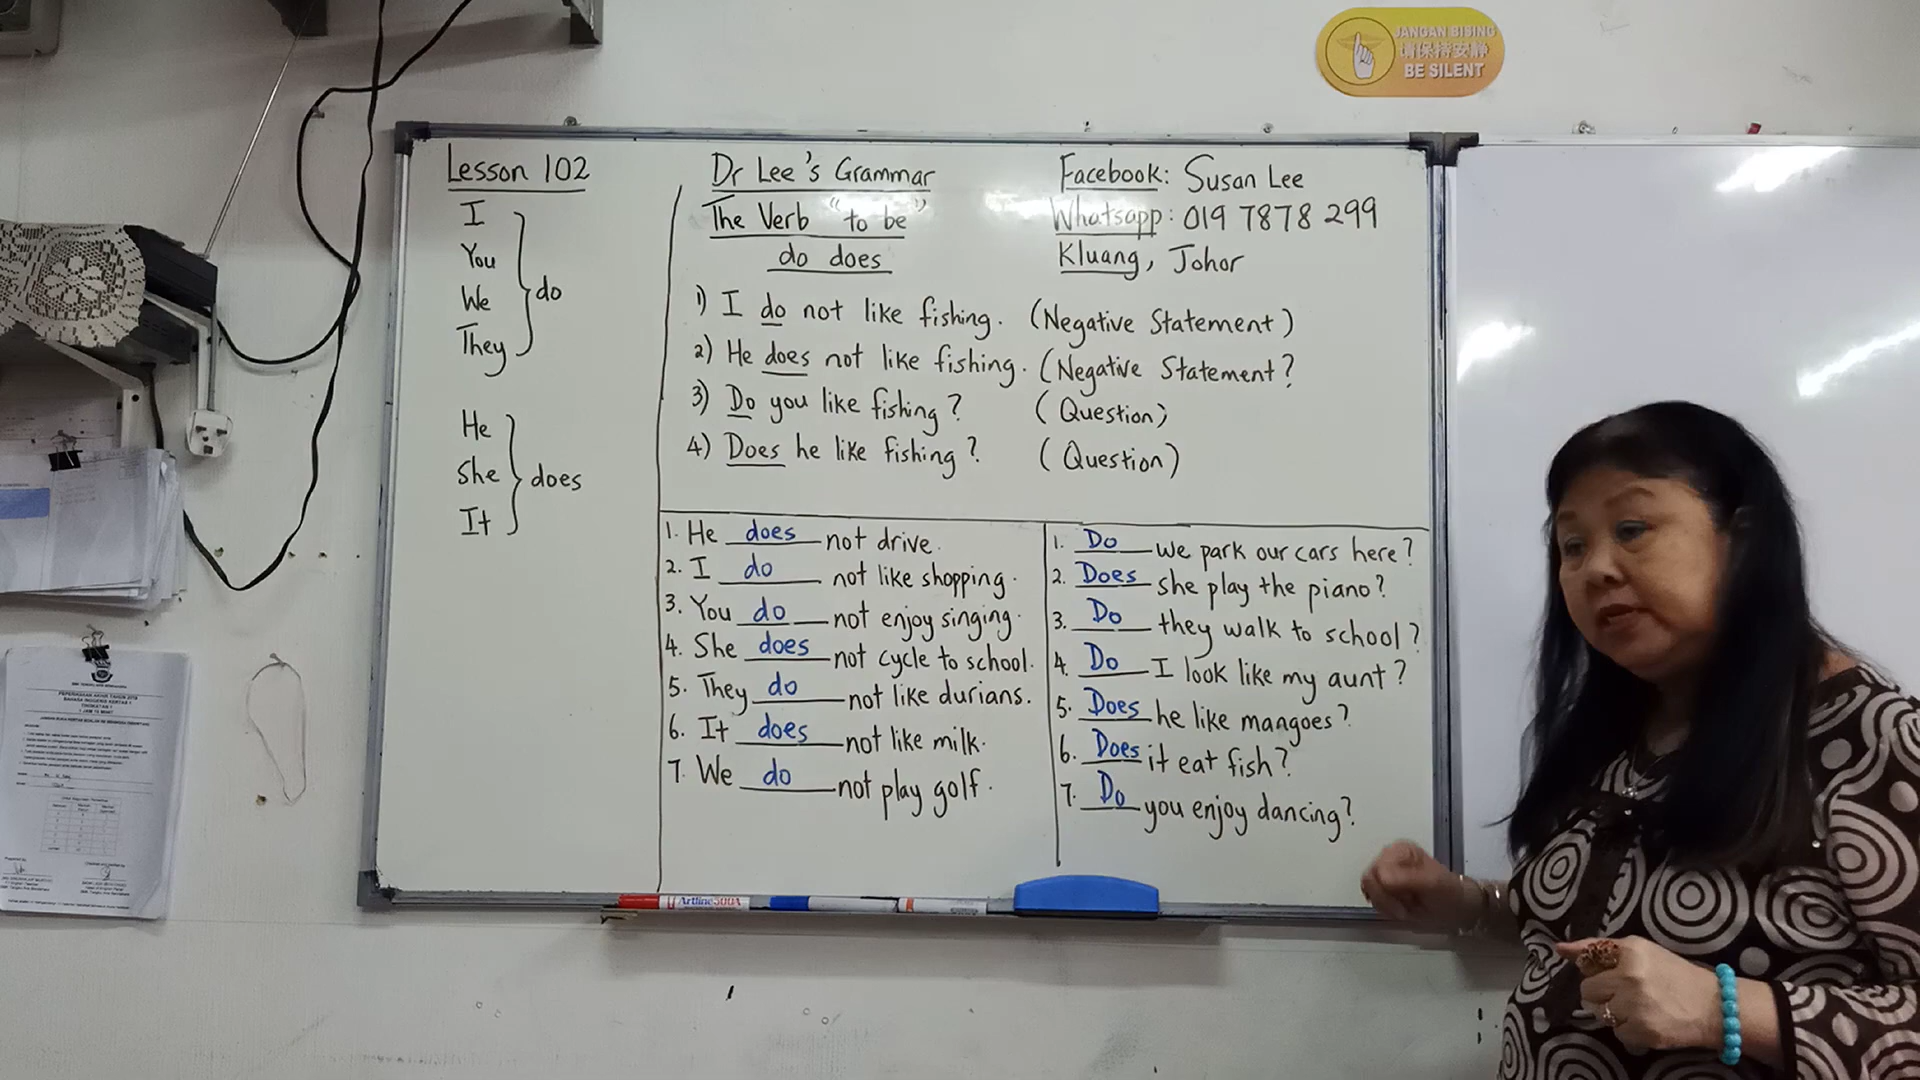 JANGAN BISING
请保持安静
BE SILENT
Lesson 102
I
You
We
They
do
He
She
It
does
Dr Lee's Grammar
The Verb "to be"
do does
Facebook: Susan Lee
Whatsapp: 019 7878 299
Kluang, Johor
1) I do not like fishing. (Negative Statement)
2) He does not like fishing. (Negative Statement?
3) Do you like fishing? (Question)
4) Does he like fishing? (Question)
1. He does not drive.
2. I do not like shopping.
3. You do not enjoy singing.
4. She does not cycle to school.
5. They do not like durians.
6. It does not like milk.
7. We do not play golf.
1. Do we park our cars here?
2. Does she play the piano?
3. Do they walk to school?
4. Do I look like my aunt?
5. Does he like mangoes?
6. Does it eat fish?
7. Do you enjoy dancing?
Artline 500A